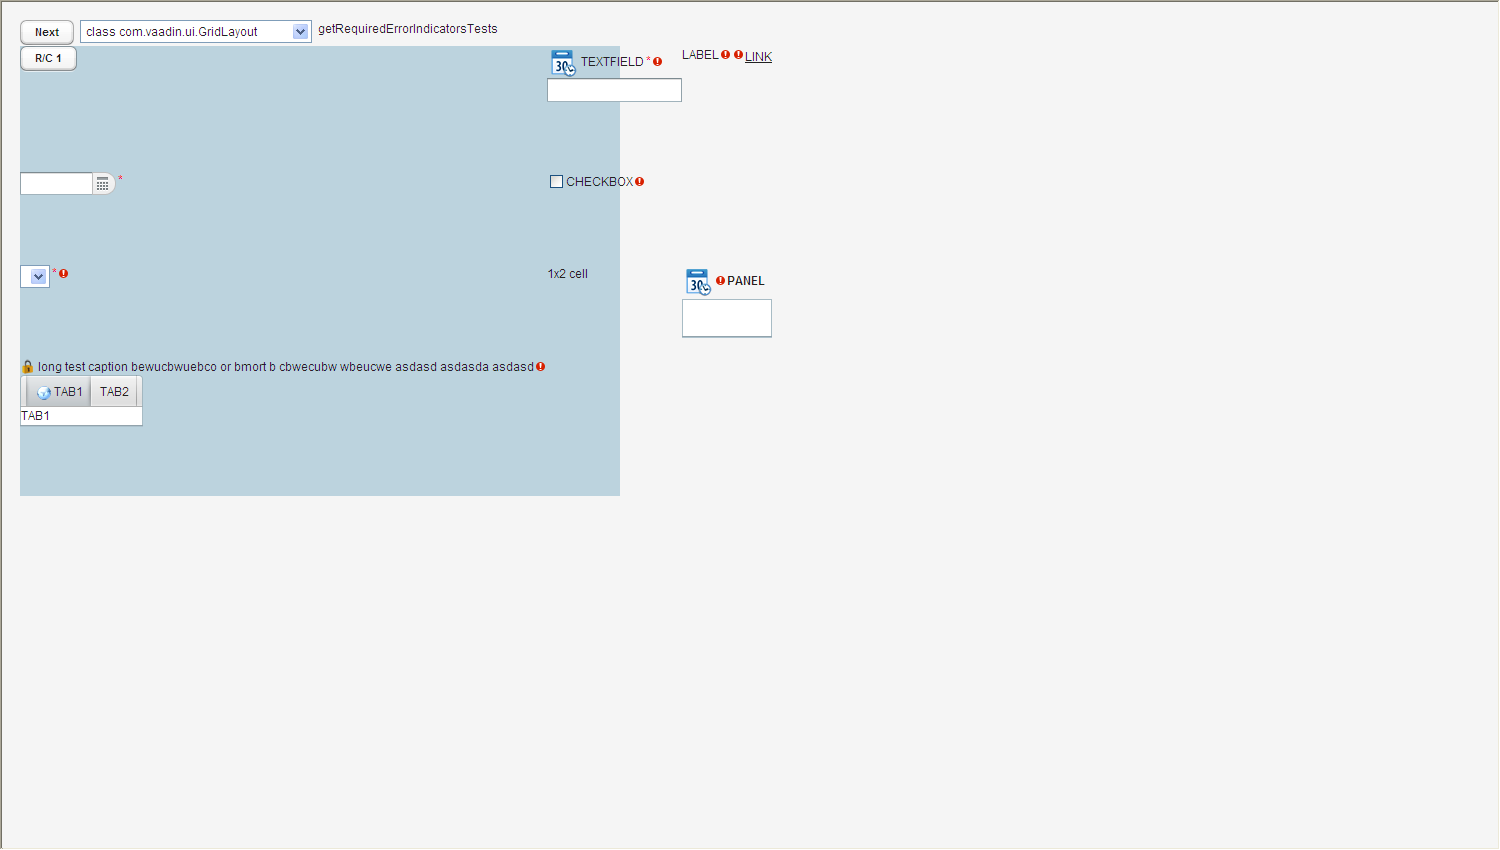 Next class com.vaadin.ui.GridLayout getRequiredErrorIndicatorsTests
R/C 1 30 TEXTFIELD * LABEL LINK
* CHECKBOX
* 1x2 cell 30 PANEL
long test caption bewucbwuebco or bmort b cbwecubw wbeucwe asdasd asdasda asdasd
TAB1 TAB2
TAB1